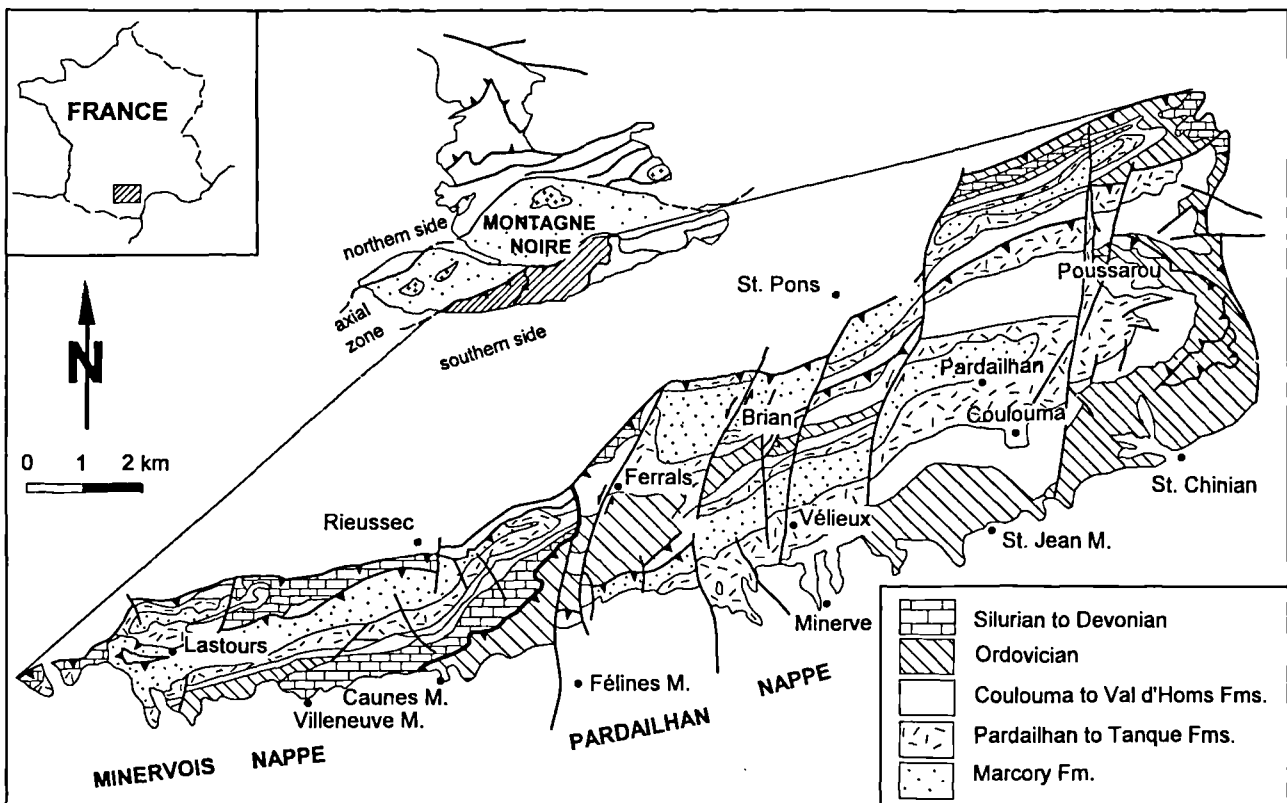 FRANCE
MONTAGNE
NOIRE
northern side
axial
zone
southern side
N
0 1 2 km
St. Pons
Poussarou
Pardailhan
Coulouma
Brian
Ferrals
St. Chinian
Rieussec
Vélieux
St. Jean M.
Minerve
Lastours
Félines M.
Caunes M.
Villeneuve M.
MINERVOIS NAPPE
PARDAILHAN NAPPE
Silurian to Devonian
Ordovician
Coulouma to Val d'Homs Fms.
Pardailhan to Tanque Fms.
Marcory Fm.